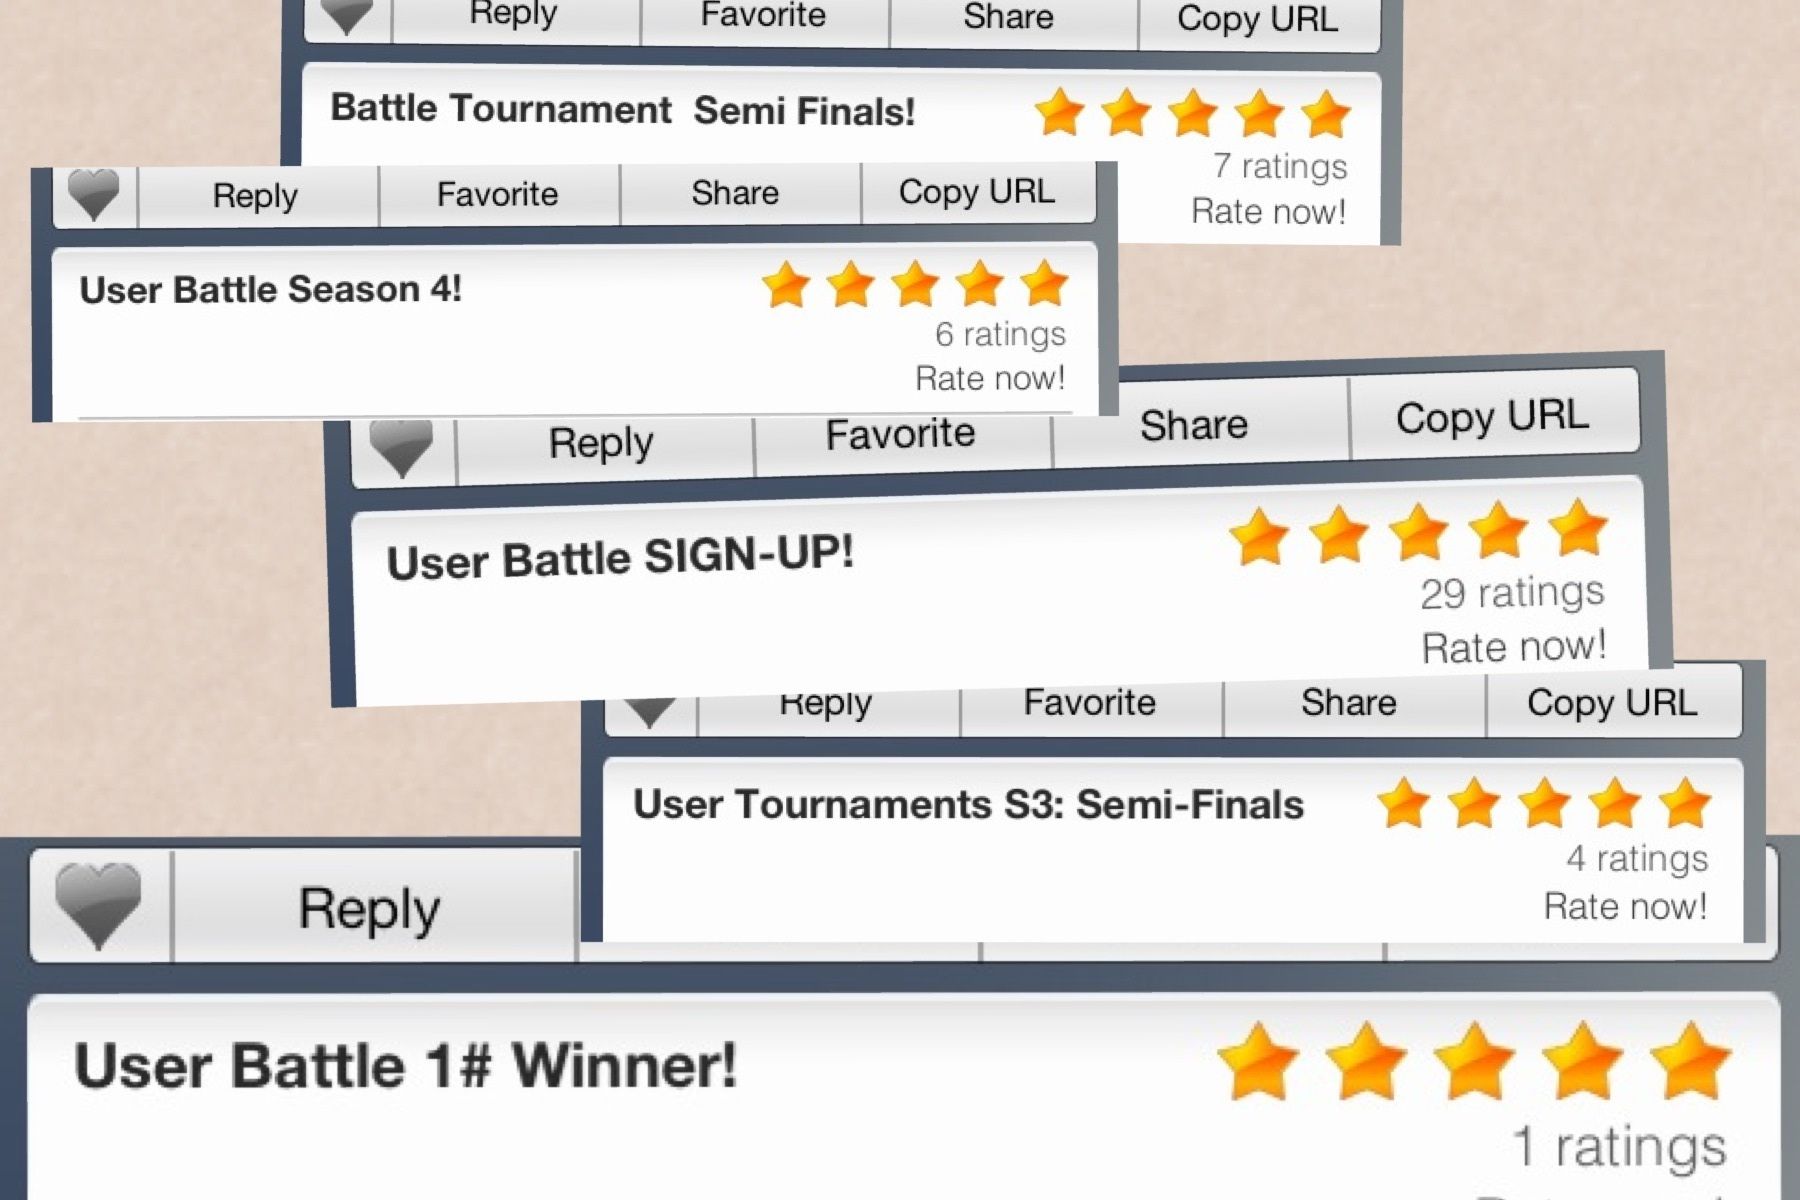 Reply Favorite Share Copy URL
Battle Tournament  Semi Finals!
7 ratings
Rate now!
Reply Favorite Share Copy URL
User Battle Season 4!
6 ratings
Rate now!
Reply Favorite Share Copy URL
User Battle SIGN-UP!
29 ratings
Rate now!
Reply Favorite Share Copy URL
User Tournaments S3: Semi-Finals
4 ratings
Rate now!
Reply
User Battle 1# Winner!
1 ratings